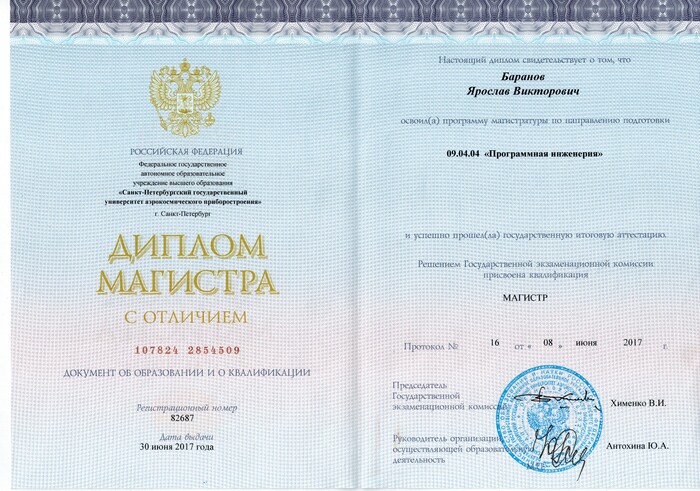 РОССИЙСКАЯ ФЕДЕРАЦИЯ
Федеральное государственное
автономное образовательное
учреждение высшего образования
«Санкт-Петербургский государственный
университет аэрокосмического приборостроения»
г. Санкт-Петербург
ДИПЛОМ
МАГИСТРА
С ОТЛИЧИЕМ
107824 2854509
ДОКУМЕНТ ОБ ОБРАЗОВАНИИ И О КВАЛИФИКАЦИИ
Регистрационный номер
82687
Дата выдачи
30 июня 2017 года
Настоящий диплом свидетельствует о том, что
Баранов
Ярослав Викторович
освоил(а) программу магистратуры по направлению подготовки
09.04.04 «Программная инженерия»
и успешно прошел(ла) государственную итоговую аттестацию.
Решением Государственной экзаменационной комиссии
присвоена квалификация
МАГИСТР
Протокол № 16 от « 08 » июня 2017 г.
Председатель
Государственной
экзаменационной комиссии
Хименко В.И.
Руководитель организации,
осуществляющей образовательную
деятельность
Антохина Ю.А.